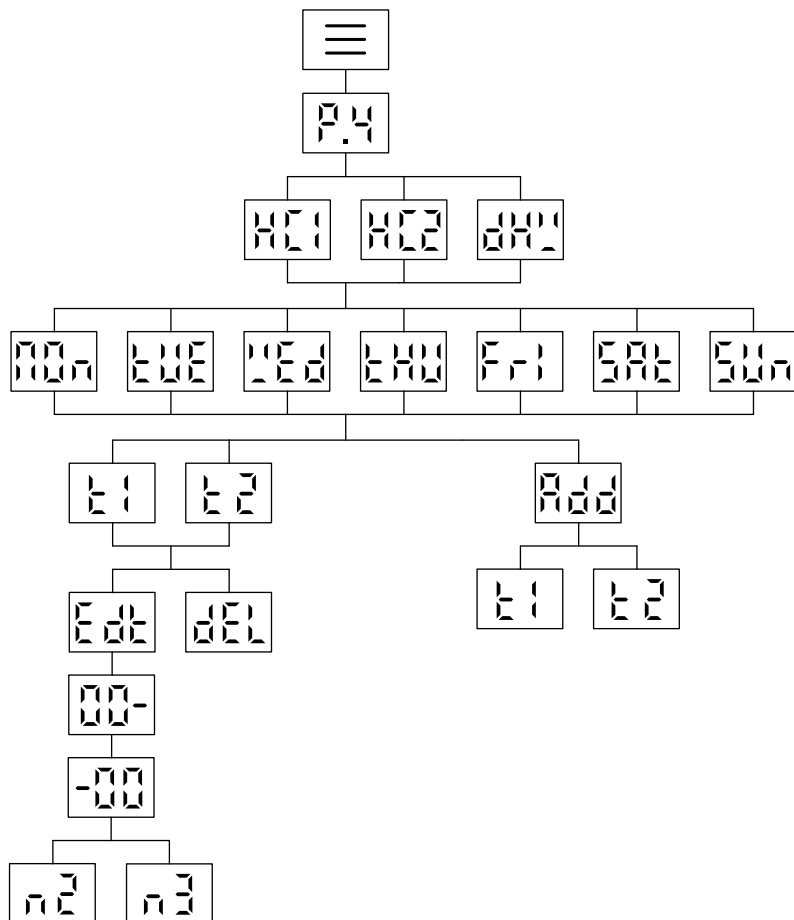 P.4
HC1 HC2 dHW
MOn tUE WEd tHU FrI SAt SUn
t1 t2 Add
Edt dEL t1 t2
00-
-00
n2 n3